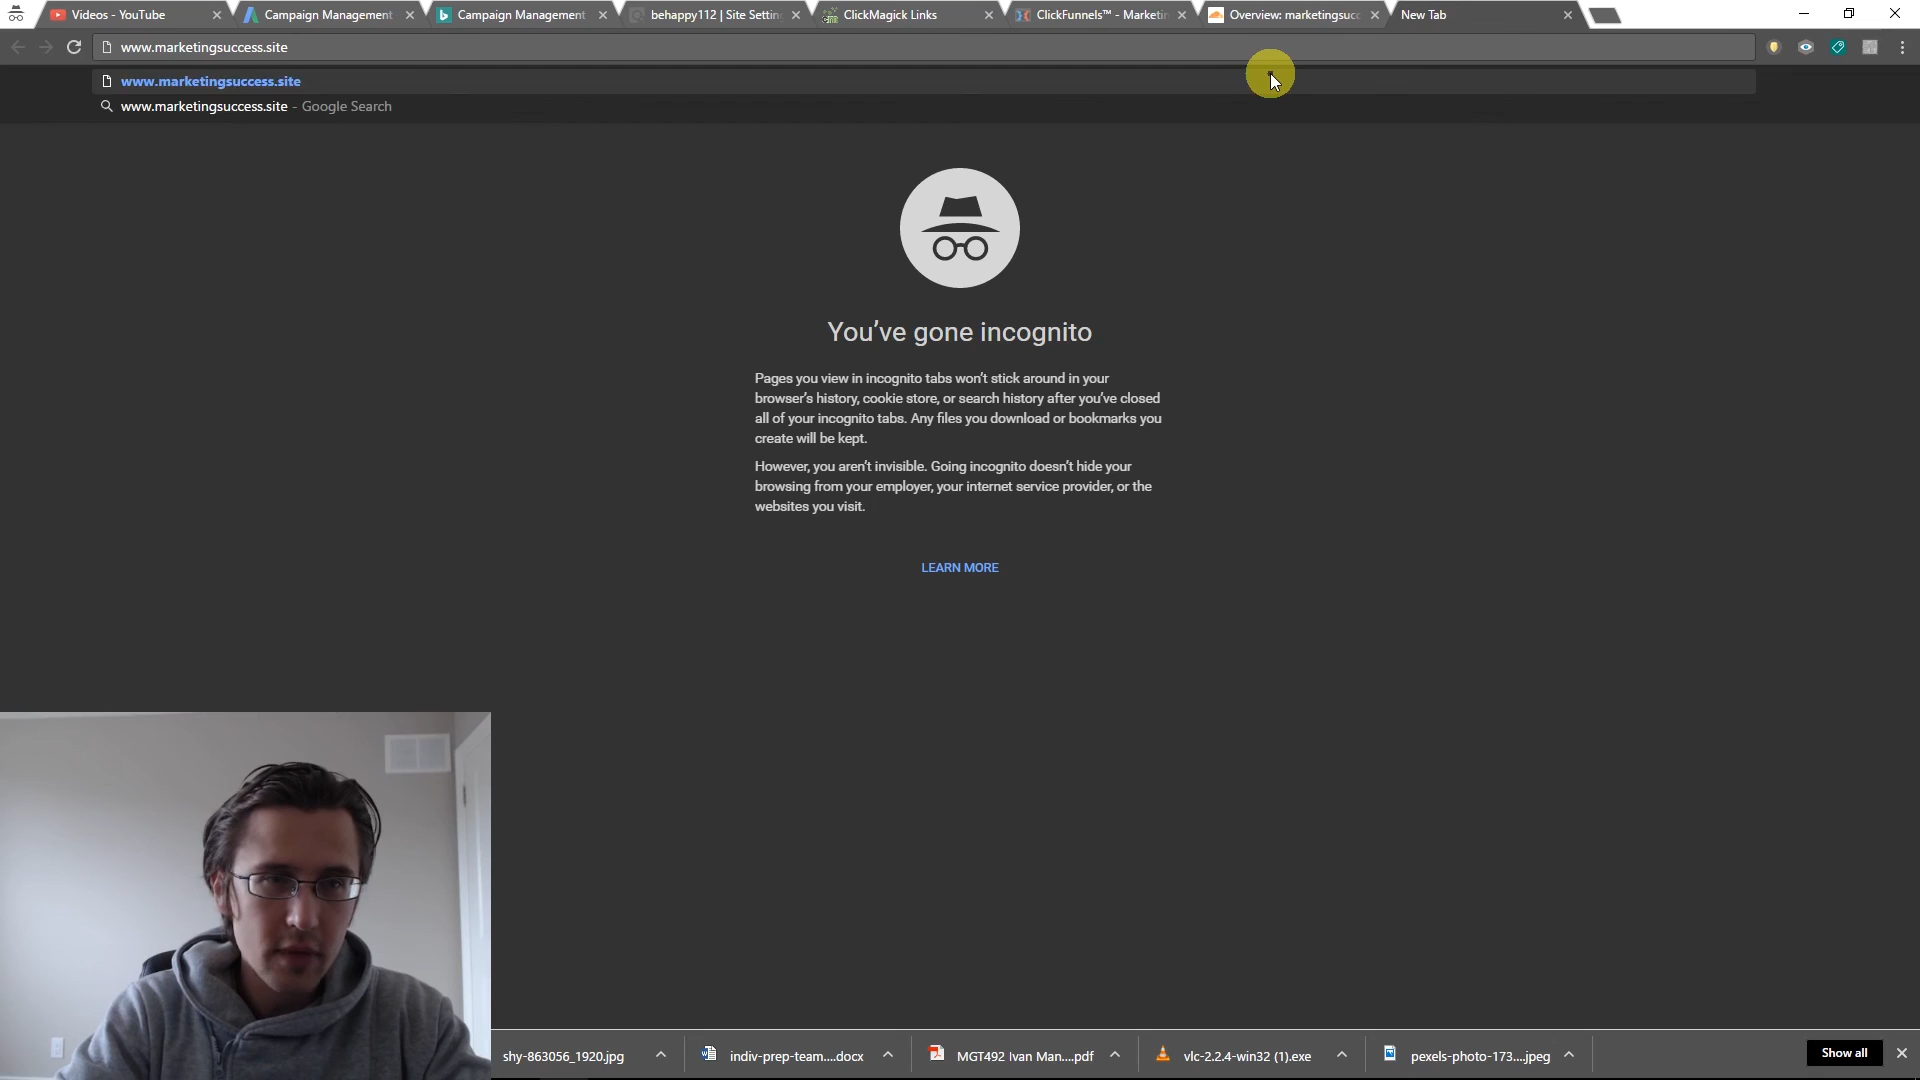 Videos - YouTube
Campaign Management
Campaign Management
behappy112 | Site Settin
ClickMagick Links
ClickFunnels™ - Marketin
Overview: marketingsucc
New Tab
www.marketingsuccess.site
www.marketingsuccess.site
www.marketingsuccess.site - Google Search
You've gone incognito
Pages you view in incognito tabs won't stick around in your
browser's history, cookie store, or search history after you've closed
all of your incognito tabs. Any files you download or bookmarks you
create will be kept.
However, you aren't invisible. Going incognito doesn't hide your
browsing from your employer, your internet service provider, or the
websites you visit.
LEARN MORE
shy-863056_1920.jpg
indiv-prep-team....docx
MGT492 Ivan Man....pdf
vlc-2.2.4-win32 (1).exe
pexels-photo-173....jpeg
Show all